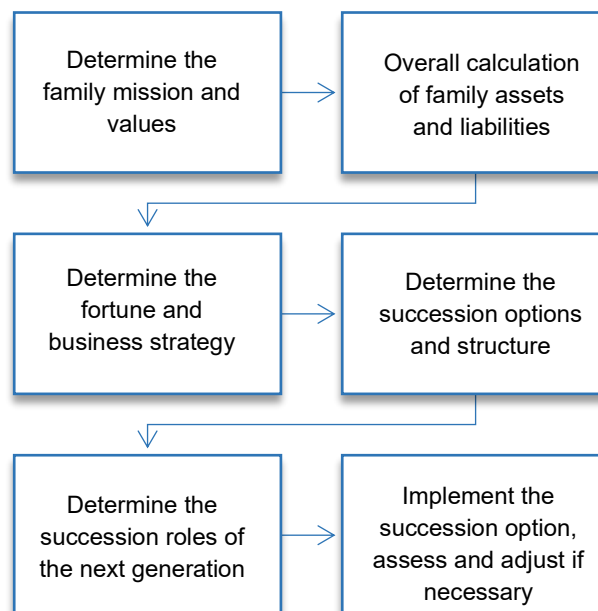 Determine the
family mission and
values
Overall calculation
of family assets
and liabilities
Determine the
fortune and
business strategy
Determine the
succession options
and structure
Determine the
succession roles of
the next generation
Implement the
succession option,
assess and adjust if
necessary